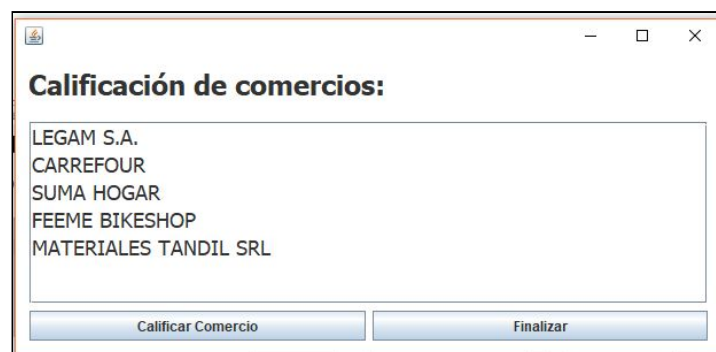 Calificación de comercios:
LEGAM S.A.
CARREFOUR
SUMA HOGAR
FEEME BIKESHOP
MATERIALES TANDIL SRL
Calificar Comercio
Finalizar